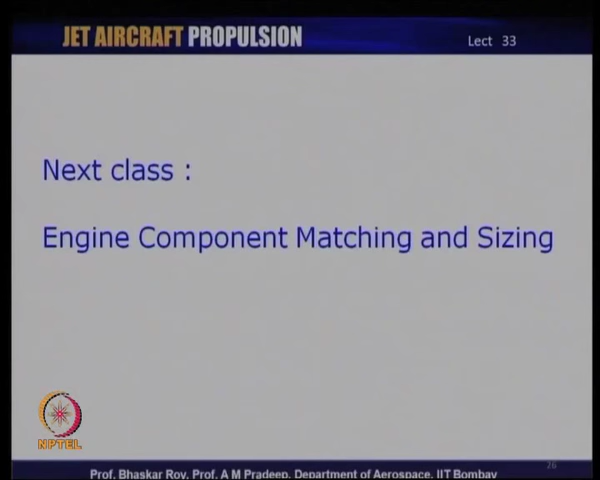 JET AIRCRAFT PROPULSION
Lect 33
Next class :
Engine Component Matching and Sizing
NPTEL
26
Prof. Bhaskar Roy, Prof. A M Pradeep, Department of Aerospace, IIT Bombay